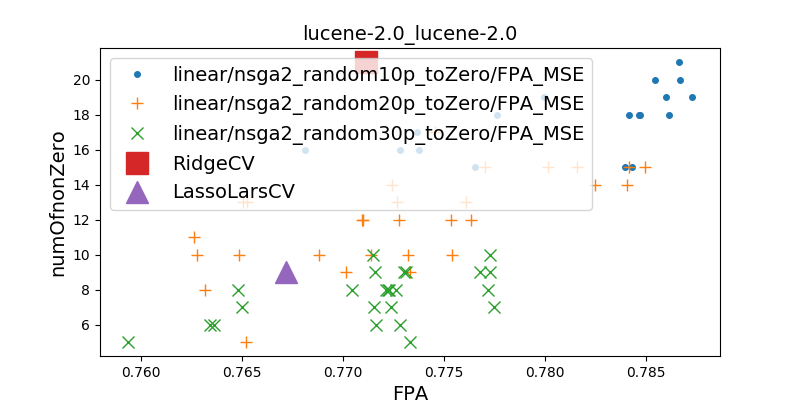 lucene-2.0_lucene-2.0
linear/nsga2_random10p_toZero/FPA_MSE
linear/nsga2_random20p_toZero/FPA_MSE
linear/nsga2_random30p_toZero/FPA_MSE
RidgeCV
LassoLarsCV
numOfnonZero
20
18
16
14
12
10
8
6
0.760 0.765 0.770 0.775 0.780 0.785
FPA